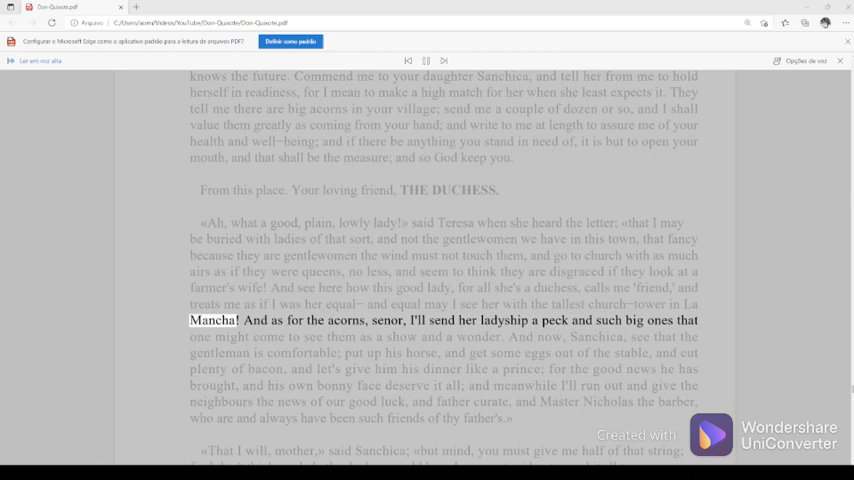 Don-Quixote.pdf
Arquivo | C:/Users/acres/Videos/YouTube/Don-Quixote/Don-Quixote.pdf
Configurar o Microsoft Edge como o aplicativo padrão para a leitura de arquivos PDF? Definir como padrão
Ler em voz alta Opções de voz
knows the future. Commend me to your daughter Sanchica, and tell her from me to hold
herself in readiness, for I mean to make a high match for her when she least expects it. They
tell me there are big acorns in your village; send me a couple of dozen or so, and I shall
value them greatly as coming from your hand; and write to me at length to assure me of your
health and well-being; and if there be anything you stand in need of, it is but to open your
mouth, and that shall be the measure; and so God keep you.
From this place. Your loving friend, THE DUCHESS.
«Ah, what a good, plain, lowly lady!» said Teresa when she heard the letter; «that I may
be buried with ladies of that sort, and not the gentlewomen we have in this town, that fancy
because they are gentlewomen the wind must not touch them, and go to church with as much
airs as if they were queens, no less, and seem to think they are disgraced if they look at a
farmer's wife! And see here how this good lady, for all she's a duchess, calls me 'friend,' and
treats me as if I was her equal- and equal may I see her with the tallest church-tower in La
Mancha! And as for the acorns, senor, I'll send her ladyship a peck and such big ones that
one might come to see them as a show and a wonder. And now, Sanchica, see that the
gentleman is comfortable; put up his horse, and get some eggs out of the stable, and cut
plenty of bacon, and let's give him his dinner like a prince; for the good news he has
brought, and his own bonny face deserve it all; and meanwhile I'll run out and give the
neighbours the news of our good luck, and father curate, and Master Nicholas the barber,
who are and always have been such friends of thy father's.»
«That I will, mother,» said Sanchica; «but mind, you must give me half of that string;
Created with Wondershare
UniConverter